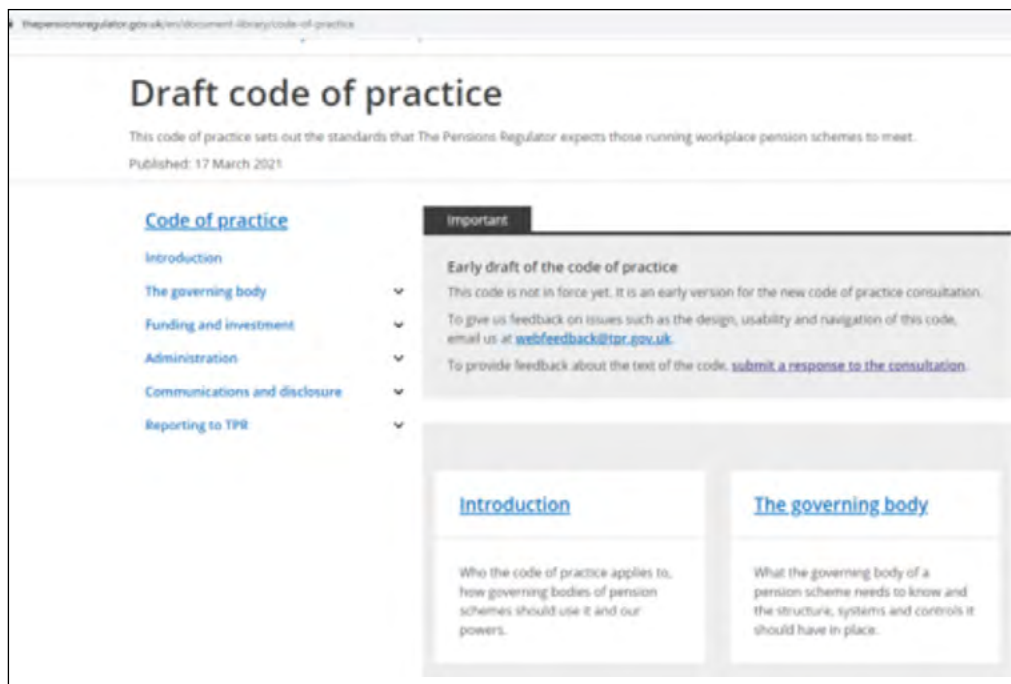 thepensionsregulator.gov.uk/en/document-library/code-of-practice
Draft code of practice
This code of practice sets out the standards that The Pensions Regulator expects those running workplace pension schemes to meet.
Published: 17 March 2021
Code of practice
Introduction
The governing body
Funding and investment
Administration
Communications and disclosure
Reporting to TPR
Important
Early draft of the code of practice
This code is not in force yet. It is an early version for the new code of practice consultation.
To give us feedback on issues such as the design, usability and navigation of this code,
email us at webfeedback@tpr.gov.uk.
To provide feedback about the text of the code, submit a response to the consultation.
Introduction
Who the code of practice applies to,
how governing bodies of pension
schemes should use it and our
powers.
The governing body
What the governing body of a
pension scheme needs to know and
the structure, systems and controls it
should have in place.